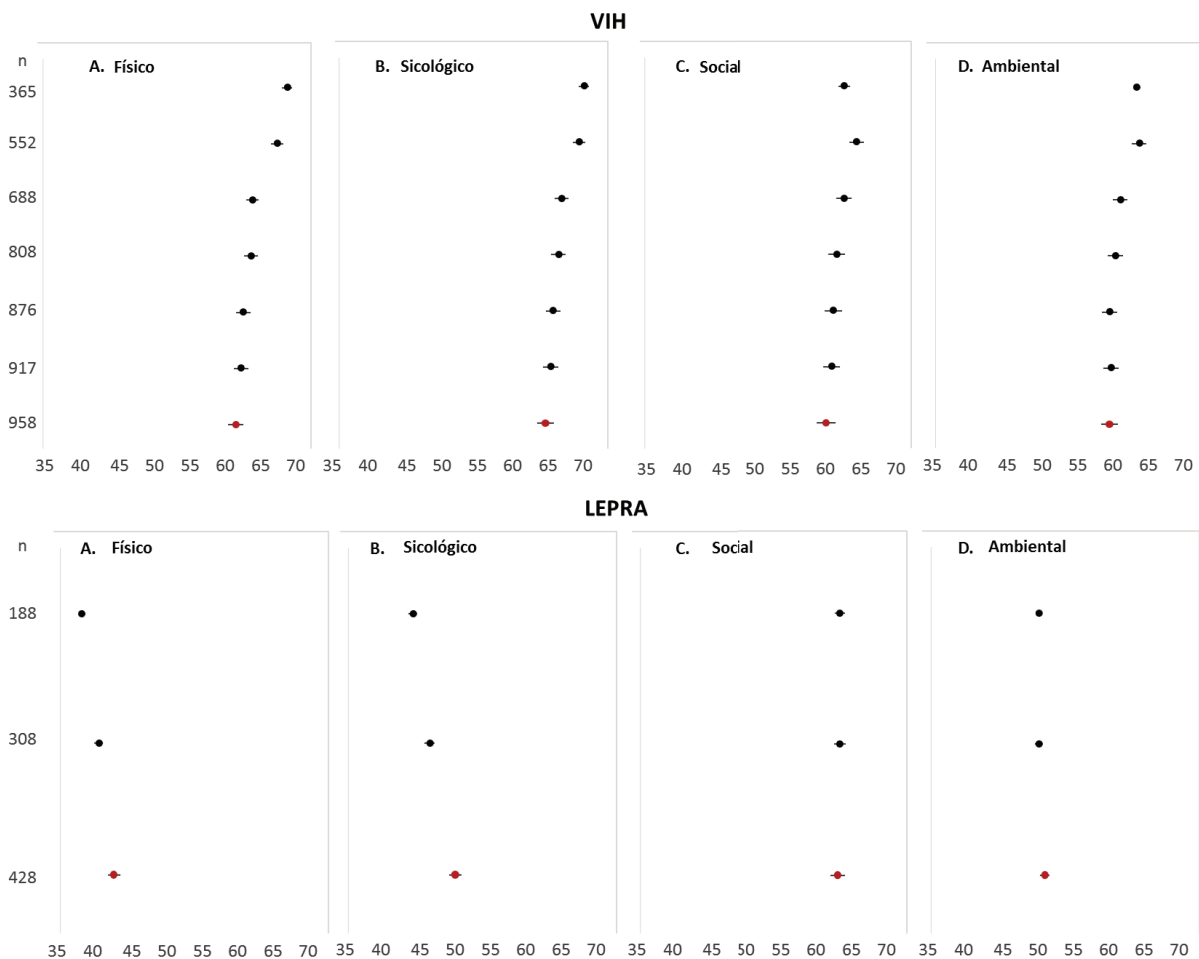 VIH
n
A. Físico
B. Sicológico
C. Social
D. Ambiental
365
552
688
808
876
917
958
35 40 45 50 55 60 65 70
35 40 45 50 55 60 65 70
35 40 45 50 55 60 65 70
35 40 45 50 55 60 65 70
LEPRA
n
A. Físico
B. Sicológico
C. Social
D. Ambiental
188
308
428
35 40 45 50 55 60 65 70
35 40 45 50 55 60 65 70
35 40 45 50 55 60 65 70
35 40 45 50 55 60 65 70